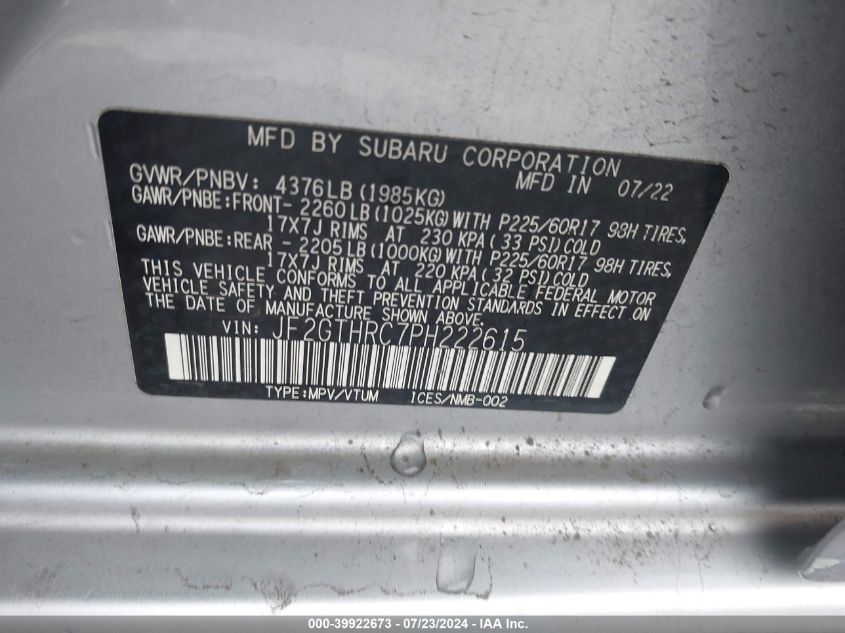 MFD BY SUBARU CORPORATION
MFD IN 07/22
GVWR/PNBV: 4376LB (1985KG)
GAWR/PNBE:FRONT- 2260LB (1025KG) WITH P225/60R17 98H TIRES,
17X7J RIMS AT 230 KPA ( 33 PSI) COLD
GAWR/PNBE:REAR - 2205LB (1000KG) WITH P225/60R17 98H TIRES,
17X7J RIMS AT 220 KPA ( 32 PSI) COLD
THIS VEHICLE CONFORMS TO ALL APPLICABLE FEDERAL MOTOR
VEHICLE SAFETY AND THEFT PREVENTION STANDARDS IN EFFECT ON
THE DATE OF MANUFACTURE SHOWN ABOVE.
VIN: JF2GTHRC7PH222615
TYPE:MPV/VTUM ICES/NMB-002
000-39922673 - 07/23/2024 - IAA Inc.